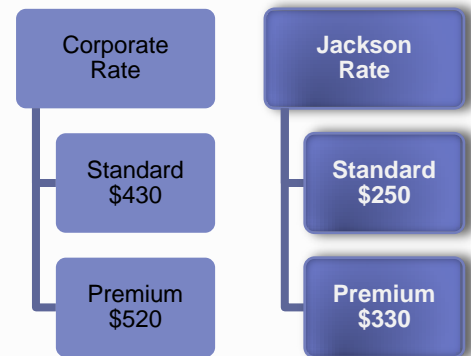 Corporate
Rate
Standard
$430
Premium
$520
Jackson
Rate
Standard
$250
Premium
$330